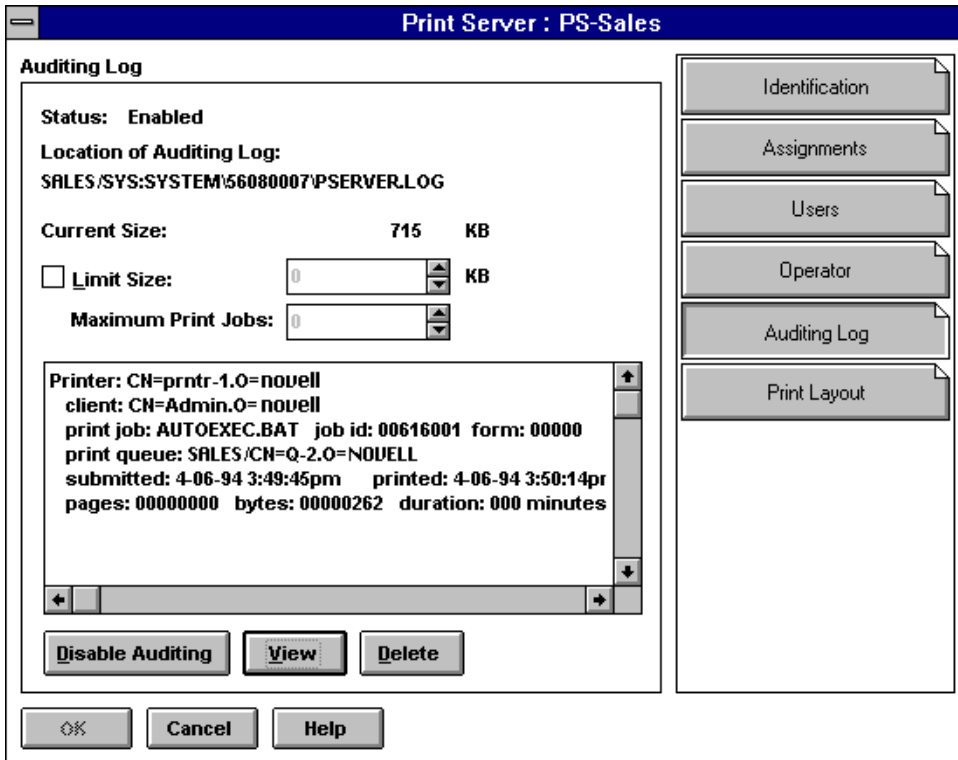 Print Server : PS-Sales
Auditing Log
Status: Enabled
Location of Auditing Log:
SALES/SYS:SYSTEM\56080007\PSERVER.LOG
Current Size: 715 KB
Limit Size: 0 KB
Maximum Print Jobs: 0
Printer: CN=prntr-1.O=novell
client: CN=Admin.O= novell
print job: AUTOEXEC.BAT job id: 00616001 form: 00000
print queue: SALES/CN=Q-2.O=NOVELL
submitted: 4-06-94 3:49:45pm printed: 4-06-94 3:50:14pr
pages: 00000000 bytes: 00000262 duration: 000 minutes
Disable Auditing View Delete
OK Cancel Help
Identification
Assignments
Users
Operator
Auditing Log
Print Layout